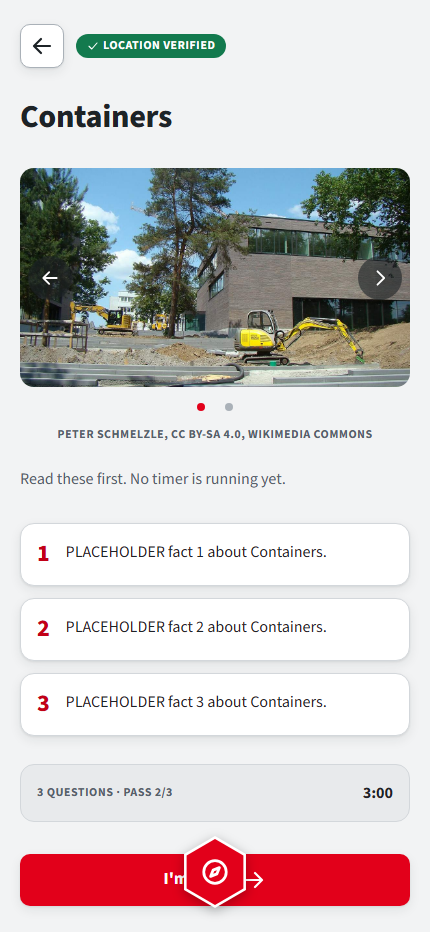 LOCATION VERIFIED
Containers
PETER SCHMELZLE, CC BY-SA 4.0, WIKIMEDIA COMMONS
Read these first. No timer is running yet.
1 PLACEHOLDER fact 1 about Containers.
2 PLACEHOLDER fact 2 about Containers.
3 PLACEHOLDER fact 3 about Containers.
3 QUESTIONS · PASS 2/3 3:00